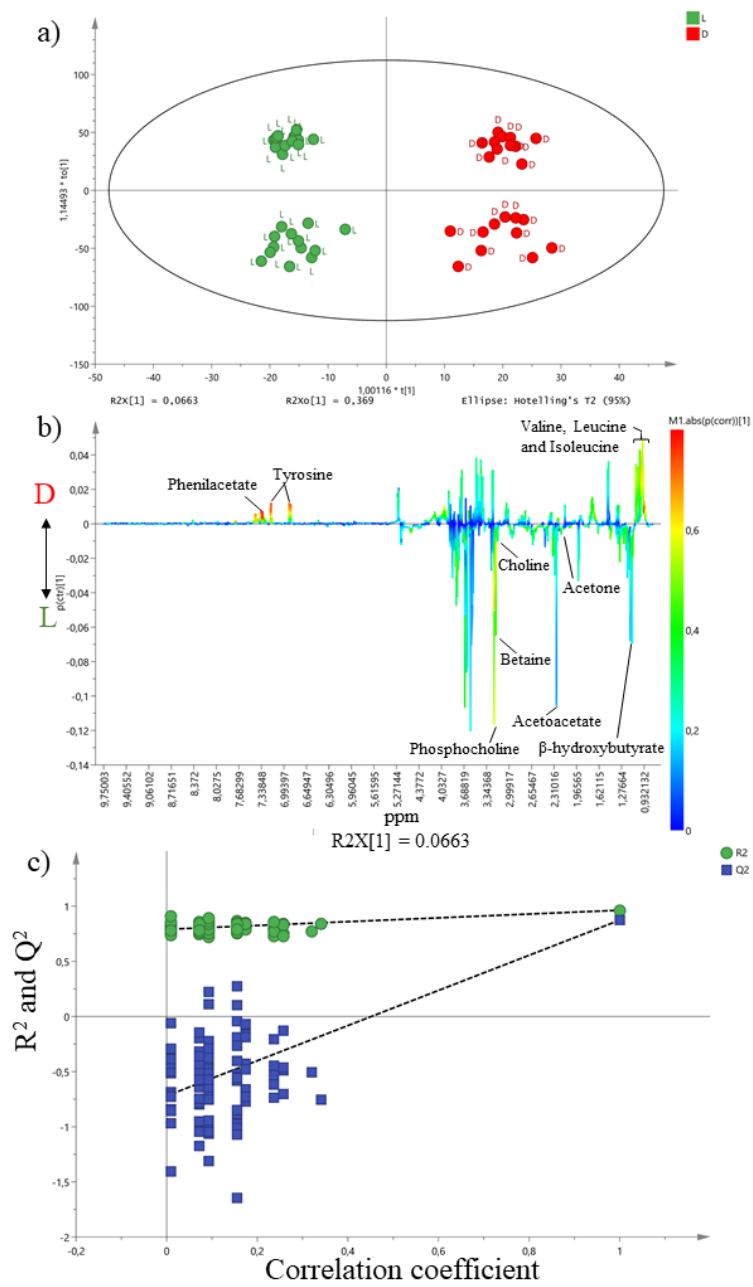 a)
L
D
100
50
0
-50
-100
-150
1,14493 * to[1]
L L L L L L L L L L L
D D D D D D D D
L L L L L L L L L L
D D D D D D D D D D
-50 -40 -30 -20 -10 0 10 20 30 40
1,00116 * t[1]
R2X[1] = 0,0663 R2Xo[1] = 0,369 Ellipse: Hotelling's T2 (95%)
b)
M1.abs(p(corr))[1]
Valine, Leucine
and Isoleucine
Phenilacetate
Tyrosine
D
L
p(ctr)[1]
0,04
0,02
0
-0,02
-0,04
-0,06
-0,08
-0,1
-0,12
-0,14
Choline
Acetone
Betaine
Acetoacetate
Phosphocholine
β-hydroxybutyrate
0,6
0,4
0,2
0
9,75003 9,40552 9,06102 8,71651 8,372 8,0275 7,68299 7,33848 6,99397 6,64947 6,30496 5,96045 5,61595 5,27144 4,3772 4,0327 3,68819 3,34368 2,99917 2,65467 2,31016 1,96565 1,62115 1,27664 0,932132
ppm
R2X[1] = 0.0663
c)
R2
Q2
R2 and Q2
1
0,5
0
-0,5
-1
-1,5
-2
-0,2 0 0,2 0,4 0,6 0,8 1
Correlation coefficient